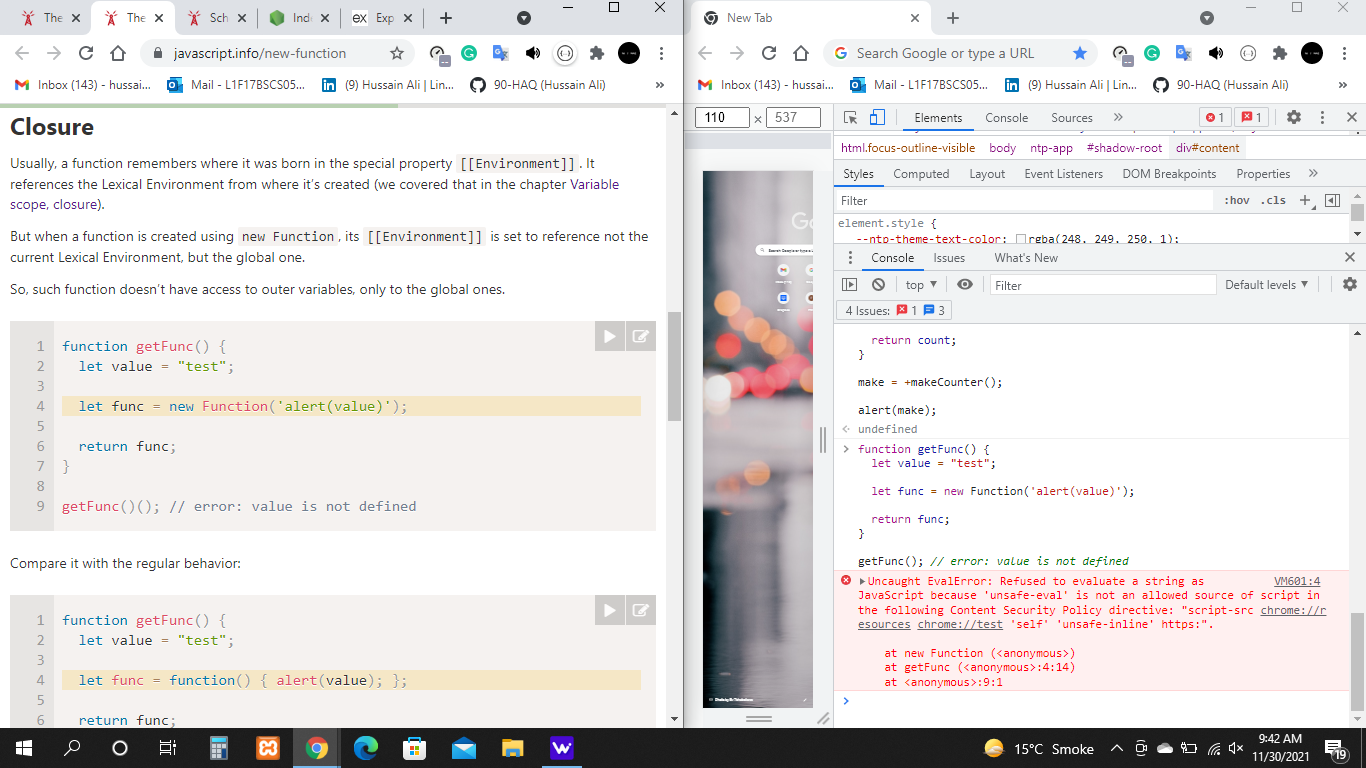 The
The
Sch
Ind
Exp
javascript.info/new-function
Inbox (143) - hussai...
Mail - L1F17BSCS05...
(9) Hussain Ali | Lin...
90-HAQ (Hussain Ali)
»
Closure
Usually, a function remembers where it was born in the special property [[Environment]]. It
references the Lexical Environment from where it's created (we covered that in the chapter Variable
scope, closure).
But when a function is created using new Function, its [[Environment]] is set to reference not the
current Lexical Environment, but the global one.
So, such function doesn't have access to outer variables, only to the global ones.
1 function getFunc() {
2 let value = "test";
3
4 let func = new Function('alert(value)');
5
6 return func;
7 }
8
9 getFunc()(); // error: value is not defined
Compare it with the regular behavior:
1 function getFunc() {
2 let value = "test";
3
4 let func = function() { alert(value); };
5
6 return func;
New Tab
Search Google or type a URL
Inbox (143) - hussai...
Mail - L1F17BSCS05...
(9) Hussain Ali | Lin...
90-HAQ (Hussain Ali)
»
110 × 537
Go
Elements Console Sources » 1 1
html.focus-outline-visible body ntp-app #shadow-root div#content
Styles Computed Layout Event Listeners DOM Breakpoints Properties »
Filter :hov .cls +
element.style {
--ntp-theme-text-color: rgba(248, 249, 250, 1);
Console Issues What's New
top ▼ Filter Default levels ▼
4 Issues: 1 3
return count;
}
make = +makeCounter();
alert(make);
undefined
function getFunc() {
let value = "test";
let func = new Function('alert(value)');
return func;
}
getFunc(); // error: value is not defined
Uncaught EvalError: Refused to evaluate a string as VM601:4
JavaScript because 'unsafe-eval' is not an allowed source of script in
the following Content Security Policy directive: "script-src chrome://r
esources chrome://test 'self' 'unsafe-inline' https:".
at new Function (<anonymous>)
at getFunc (<anonymous>:4:14)
at <anonymous>:9:1
15°C Smoke
9:42 AM
11/30/2021
19